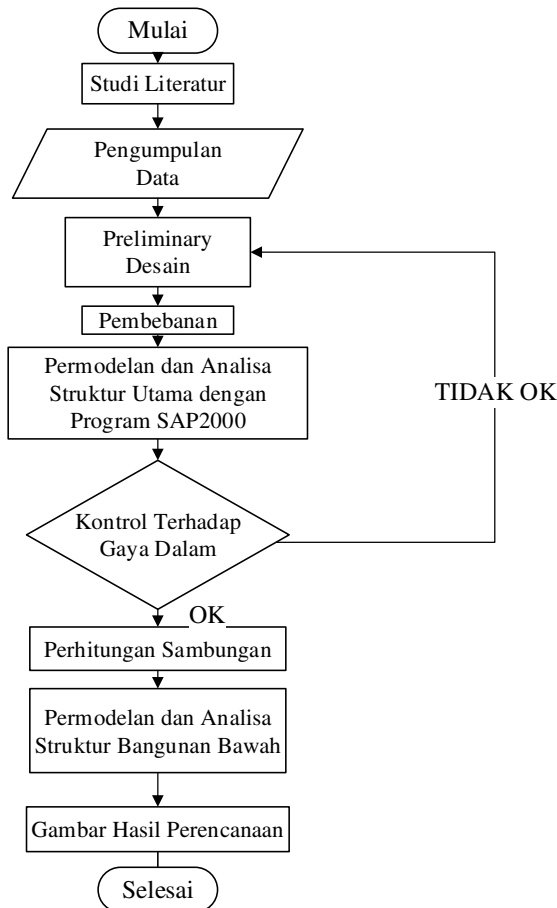 Mulai
Studi Literatur
Pengumpulan
Data
Preliminary
Desain
Pembebanan
Permodelan dan Analisa
Struktur Utama dengan
Program SAP2000
TIDAK OK
Kontrol Terhadap
Gaya Dalam
OK
Perhitungan Sambungan
Permodelan dan Analisa
Struktur Bangunan Bawah
Gambar Hasil Perencanaan
Selesai